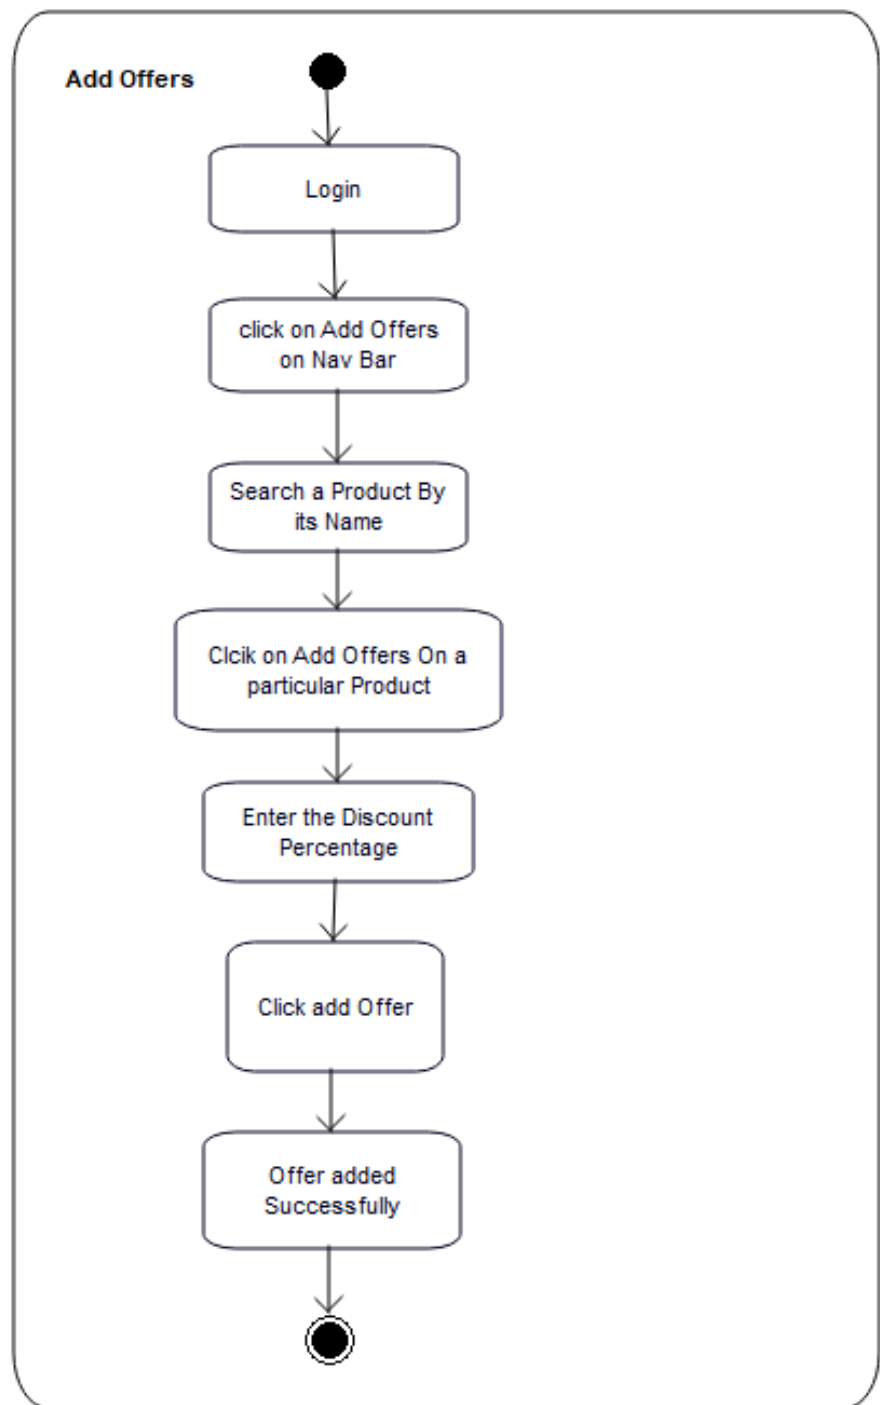 Add Offers
Login
click on Add Offers
on Nav Bar
Search a Product By
its Name
Clcik on Add Offers On a
particular Product
Enter the Discount
Percentage
Click add Offer
Offer added
Successfully